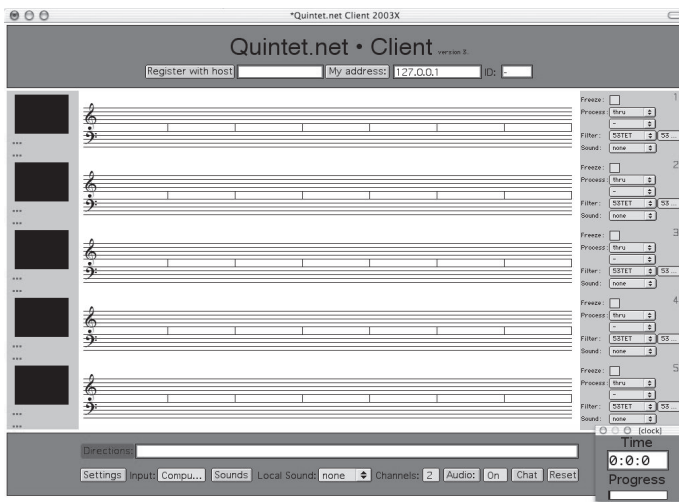 *Quintet.net Client 2003X
Quintet.net • Client version 3.
Register with host My address: 127.0.0.1 ID: -
Freeze: 1
Process: thru
-
Filter: 53TET 53 ...
Sound: none
...
...
Freeze: 2
Process: thru
-
Filter: 53TET 53 ...
Sound: none
...
...
Freeze: 3
Process: thru
-
Filter: 53TET 53 ...
Sound: none
...
...
Freeze: 4
Process: thru
-
Filter: 53TET 53 ...
Sound: none
...
...
Freeze: 5
Process: thru
-
Filter: 53TET 53 ...
Sound: none
...
...
Directions:
Settings Input: Compu... Sounds Local Sound: none Channels: 2 Audio: On Chat Reset
[clock]
Time
0:0:0
Progress